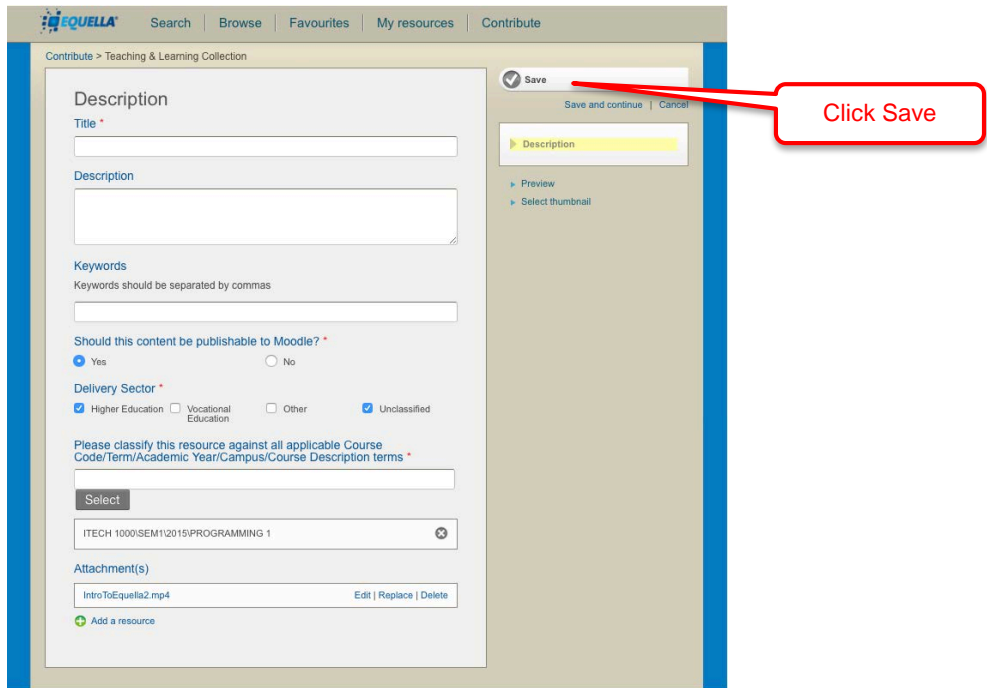 EQUELLA Search Browse Favourites My resources Contribute
Contribute > Teaching & Learning Collection
Description
Title *
Description
Keywords
Keywords should be separated by commas
Should this content be publishable to Moodle? *
Yes No
Delivery Sector *
Higher Education Vocational Education Other Unclassified
Please classify this resource against all applicable Course
Code/Term/Academic Year/Campus/Course Description terms *
Select
ITECH 1000\SEM1\2015\PROGRAMMING 1
Attachment(s)
IntroToEquella2.mp4 Edit | Replace | Delete
Add a resource
Save
Save and continue | Cancel
Description
Preview
Select thumbnail
Click Save